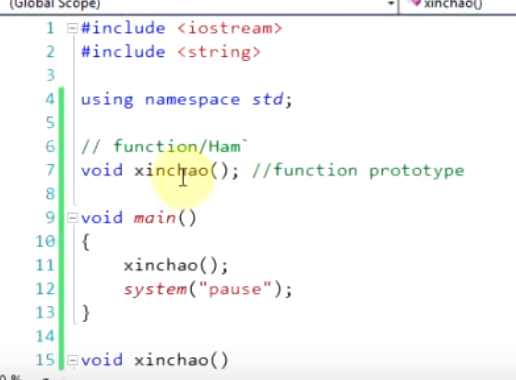 (Global Scope) xinchao()
1 #include <iostream>
2 #include <string>
3
4 using namespace std;
5
6 // function/Ham`
7 void xinchao(); //function prototype
8
9 void main()
10 {
11 xinchao();
12 system("pause");
13 }
14
15 void xinchao()